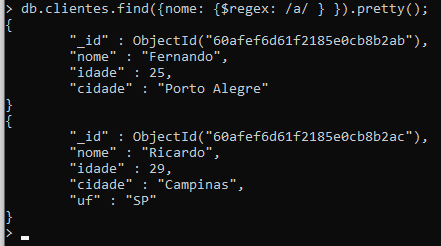 > db.clientes.find({nome: {$regex: /a/ } }).pretty();
{
        "_id" : ObjectId("60afef6d61f2185e0cb8b2ab"),
        "nome" : "Fernando",
        "idade" : 25,
        "cidade" : "Porto Alegre"
}
{
        "_id" : ObjectId("60afef6d61f2185e0cb8b2ac"),
        "nome" : "Ricardo",
        "idade" : 29,
        "cidade" : "Campinas",
        "uf" : "SP"
}
>